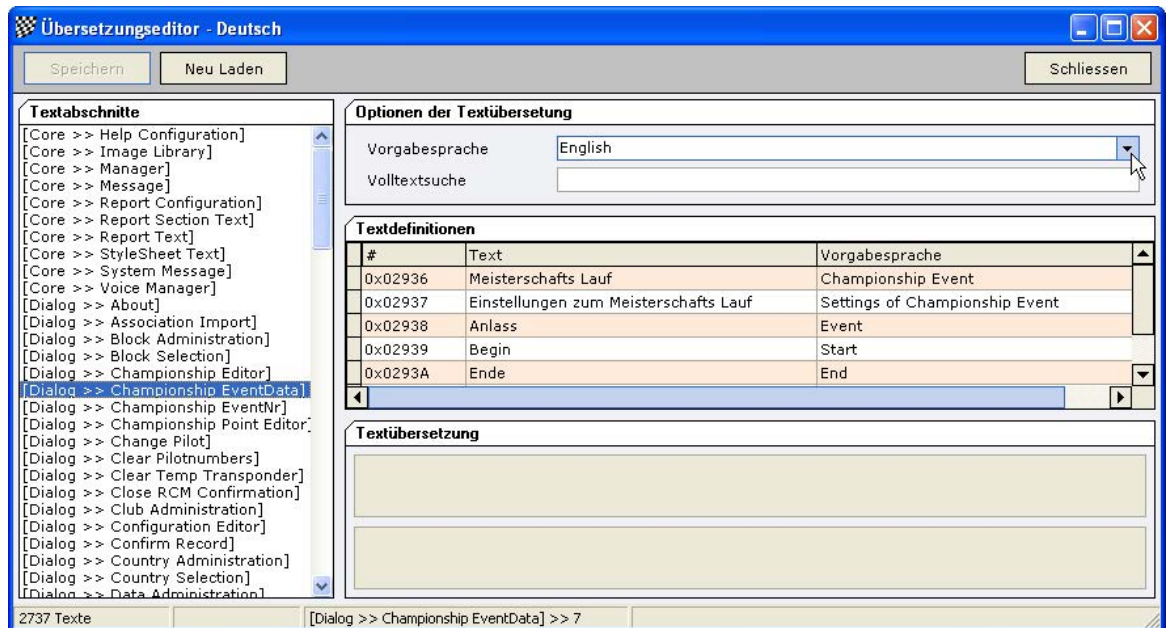 Übersetzungseditor - Deutsch
Speichern Neu Laden Schliessen
Textabschnitte
[Core >> Help Configuration]
[Core >> Image Library]
[Core >> Manager]
[Core >> Message]
[Core >> Report Configuration]
[Core >> Report Section Text]
[Core >> Report Text]
[Core >> StyleSheet Text]
[Core >> System Message]
[Core >> Voice Manager]
[Dialog >> About]
[Dialog >> Association Import]
[Dialog >> Block Administration]
[Dialog >> Block Selection]
[Dialog >> Championship Editor]
[Dialog >> Championship EventData]
[Dialog >> Championship EventNr]
[Dialog >> Championship Point Editor]
[Dialog >> Change Pilot]
[Dialog >> Clear Pilotnumbers]
[Dialog >> Clear Temp Transponder]
[Dialog >> Close RCM Confirmation]
[Dialog >> Club Administration]
[Dialog >> Configuration Editor]
[Dialog >> Confirm Record]
[Dialog >> Country Administration]
[Dialog >> Country Selection]
[Dialog >> Data Administration]
Optionen der Textübersetung
Vorgabesprache English
Volltextsuche
Textdefinitionen
# Text Vorgabesprache
0x02936 Meisterschafts Lauf Championship Event
0x02937 Einstellungen zum Meisterschafts Lauf Settings of Championship Event
0x02938 Anlass Event
0x02939 Begin Start
0x0293A Ende End
Textübersetzung
2737 Texte [Dialog >> Championship EventData] >> 7